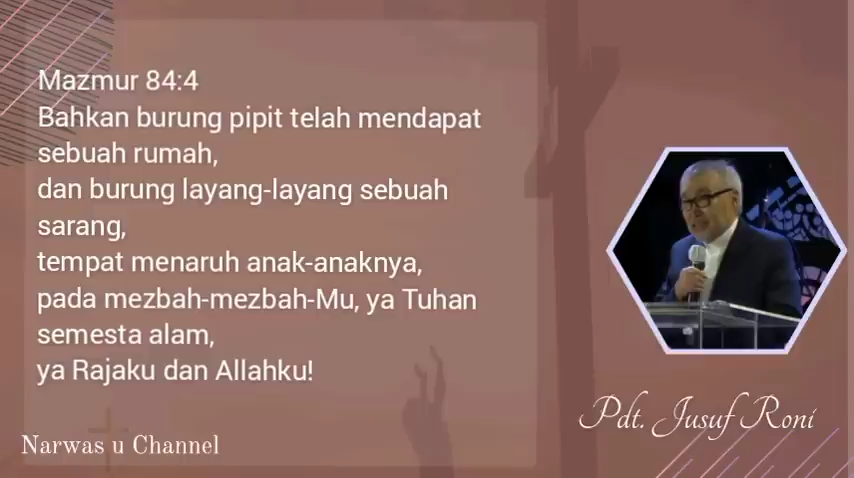 Mazmur 84:4
Bahkan burung pipit telah mendapat
sebuah rumah,
dan burung layang-layang sebuah
sarang,
tempat menaruh anak-anaknya,
pada mezbah-mezbah-Mu, ya Tuhan
semesta alam,
ya Rajaku dan Allahku!
Pdt. Jusuf Roni
Narwas u Channel